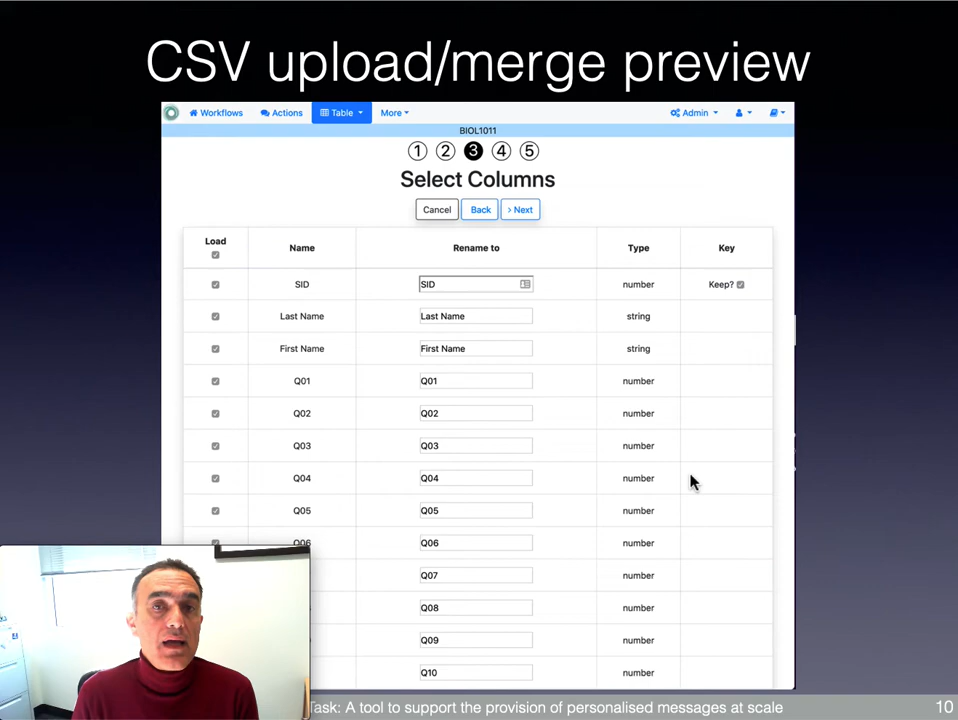 CSV upload/merge preview
Workflows Actions Table More Admin
BIOL1011
1 2 3 4 5
Select Columns
Cancel Back > Next
Load Name Rename to Type Key
SID SID number Keep?
Last Name Last Name string
First Name First Name string
Q01 Q01 number
Q02 Q02 number
Q03 Q03 number
Q04 Q04 number
Q05 Q05 number
Q06 Q06 number
Q07 number
Q08 number
Q09 number
Q10 number
Task: A tool to support the provision of personalised messages at scale 10